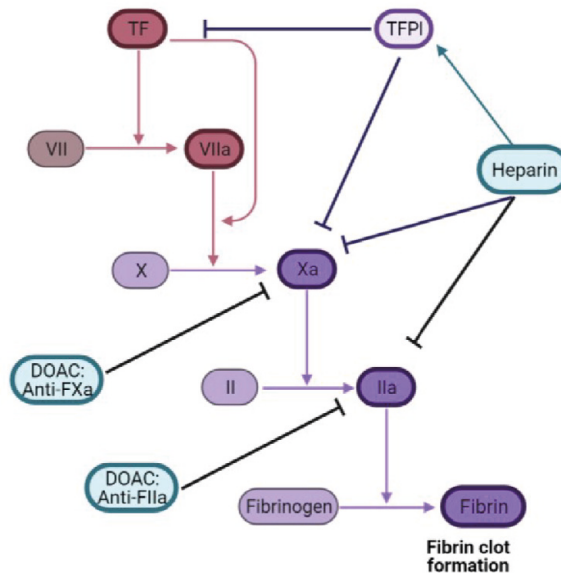 TF
TFPI
VII
VIIa
Heparin
X
Xa
DOAC:
Anti-FXa
II
IIa
DOAC:
Anti-FIIa
Fibrinogen
Fibrin
Fibrin clot
formation